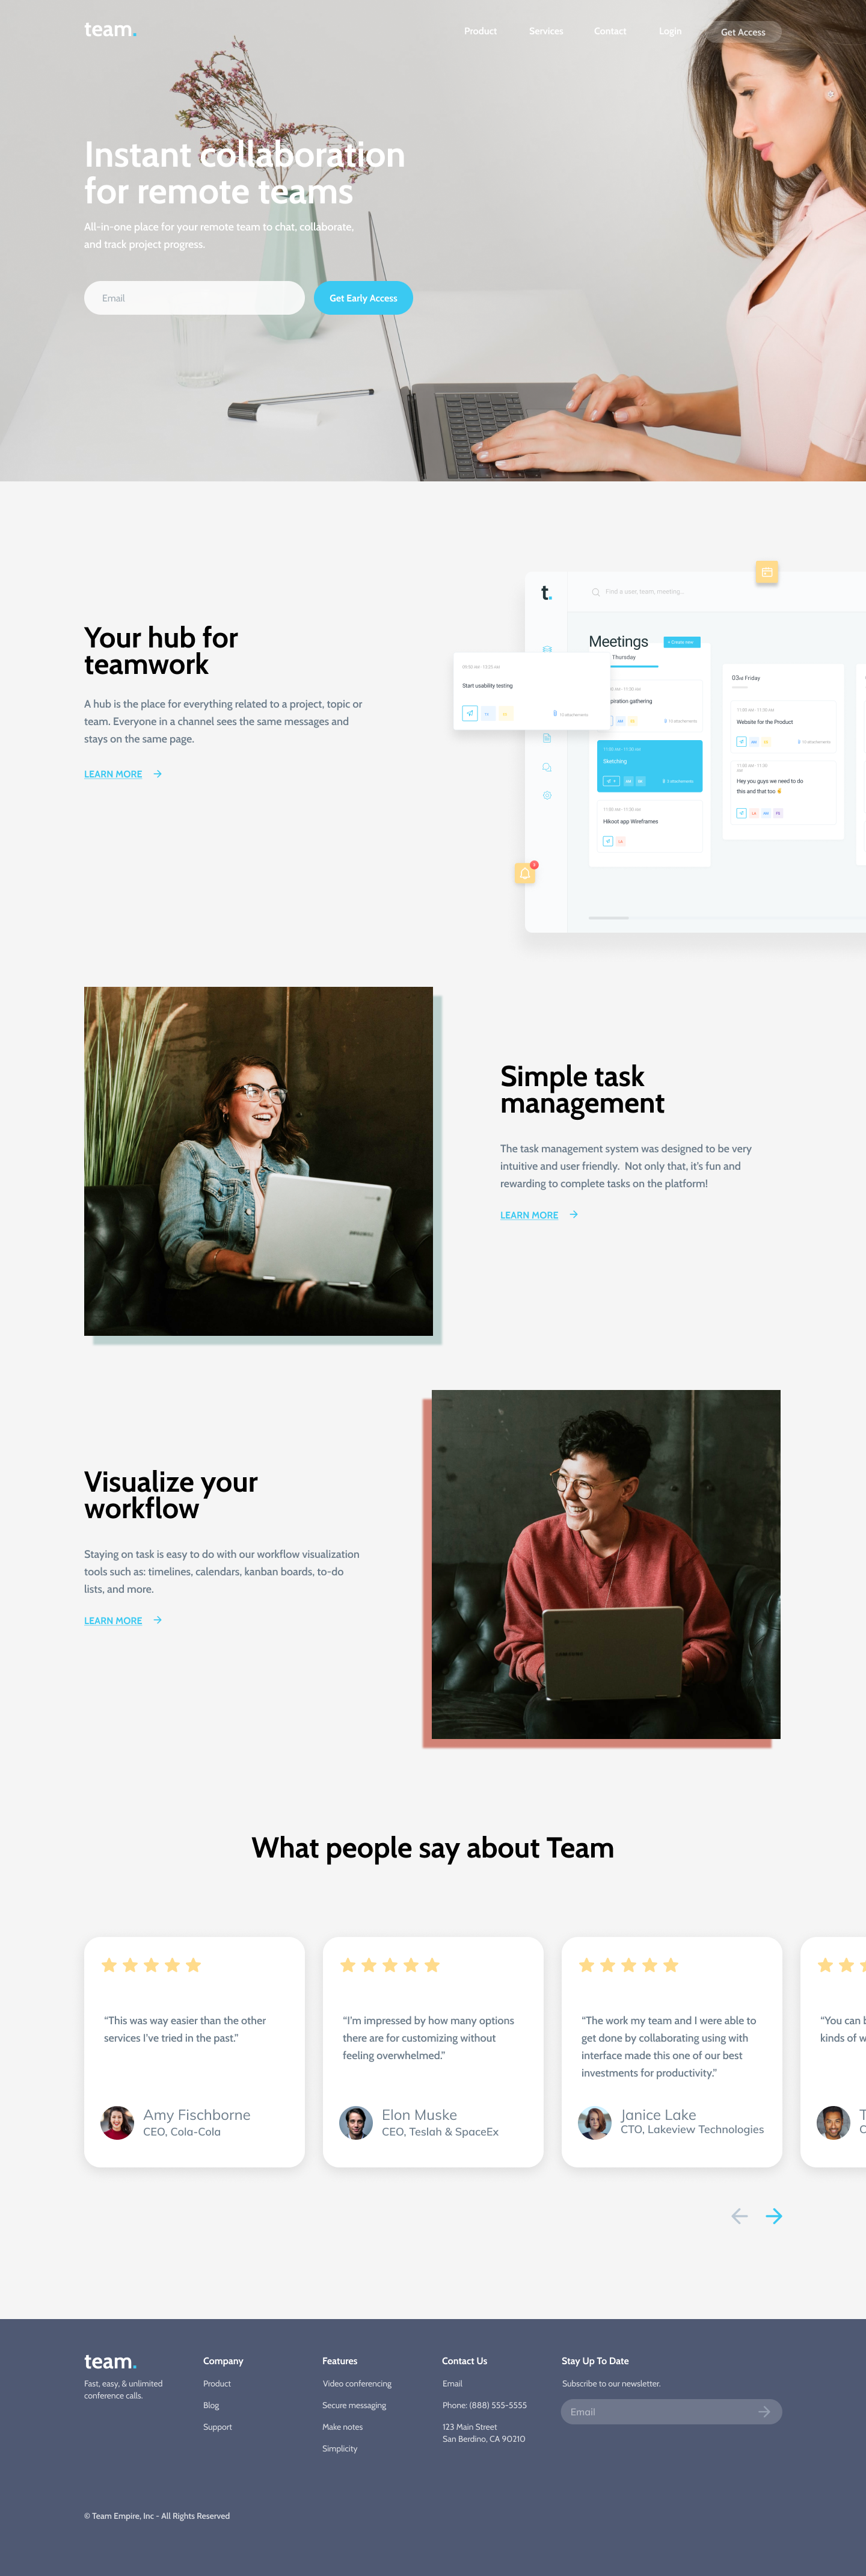 team.
Product Services Contact Login Get Access
Instant collaboration
for remote teams
All-in-one place for your remote team to chat, collaborate,
and track project progress.
Email
Get Early Access
Your hub for
teamwork
A hub is the place for everything related to a project, topic or
team. Everyone in a channel sees the same messages and
stays on the same page.
LEARN MORE
t.
Find a user, team, meeting...
Meetings
+ Create new
Thursday
Start usability testing
piration gathering
Sketching
Hikoot app Wireframes
03rd Friday
Website for the Product
Hey you guys we need to do
this and that too
Simple task
management
The task management system was designed to be very
intuitive and user friendly. Not only that, it's fun and
rewarding to complete tasks on the platform!
LEARN MORE
Visualize your
workflow
Staying on task is easy to do with our workflow visualization
tools such as: timelines, calendars, kanban boards, to-do
lists, and more.
LEARN MORE
What people say about Team
“This was way easier than the other
services I’ve tried in the past.”
Amy Fischborne
CEO, Cola-Cola
“I’m impressed by how many options
there are for customizing without
feeling overwhelmed.”
Elon Muske
CEO, Teslah & SpaceEx
“The work my team and I were able to
get done by collaborating using with
interface made this one of our best
investments for productivity.”
Janice Lake
CTO, Lakeview Technologies
“You can
kinds of w
team.
Fast, easy, & unlimited
conference calls.
Company
Product
Blog
Support
Features
Video conferencing
Secure messaging
Make notes
Simplicity
Contact Us
Email
Phone: (888) 555-5555
123 Main Street
San Berdino, CA 90210
Stay Up To Date
Subscribe to our newsletter.
Email
© Team Empire, Inc - All Rights Reserved